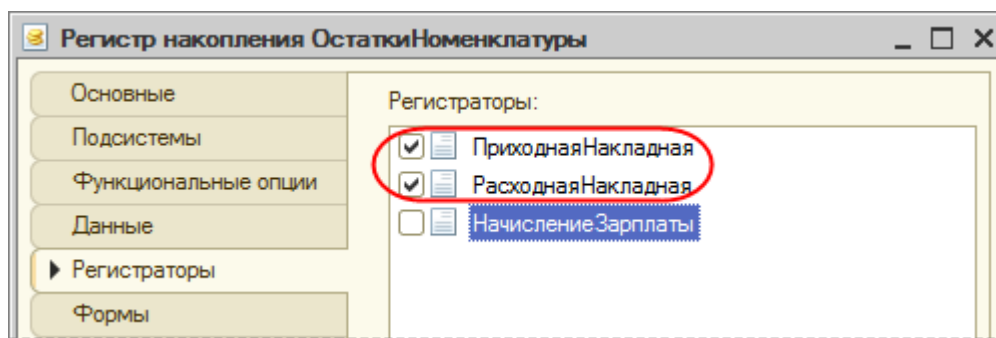 Регистр накопления ОстаткиНоменклатуры
Основные
Подсистемы
Функциональные опции
Данные
Регистраторы
Формы
Регистраторы:
ПриходнаяНакладная
РасходнаяНакладная
НачислениеЗарплаты